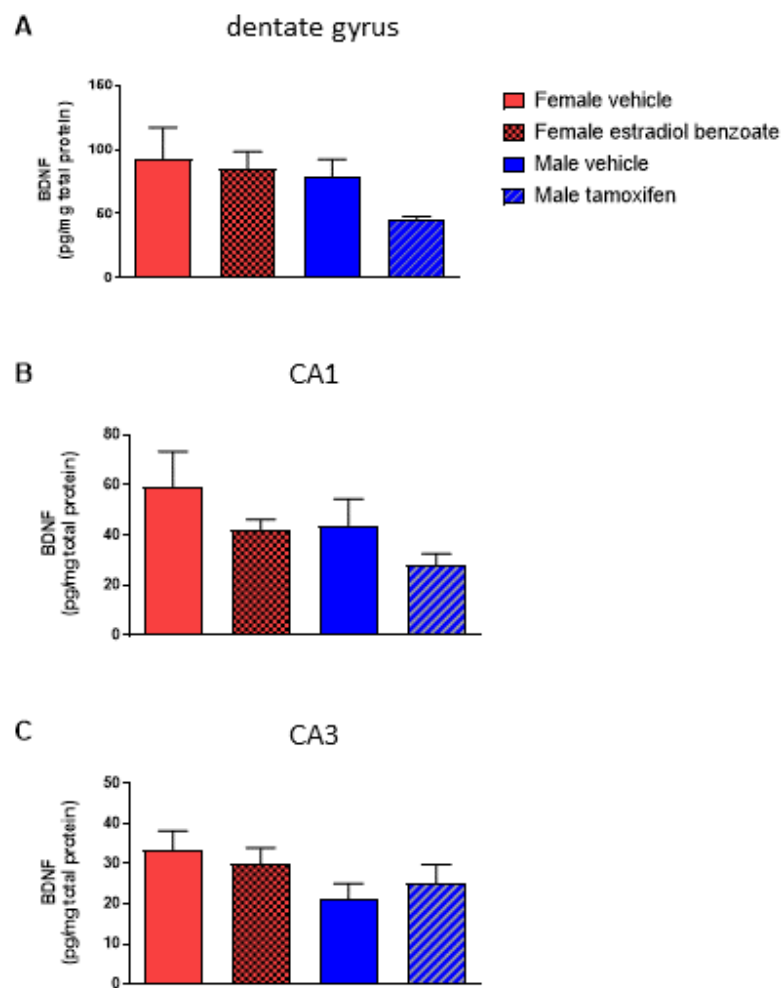 A
dentate gyrus
BDNF
(pg/mg total protein)
150
100
50
0
Female vehicle
Female estradiol benzoate
Male vehicle
Male tamoxifen
B
CA1
BDNF
(pg/mg total protein)
80
60
40
20
0
C
CA3
BDNF
(pg/mg total protein)
50
40
30
20
10
0